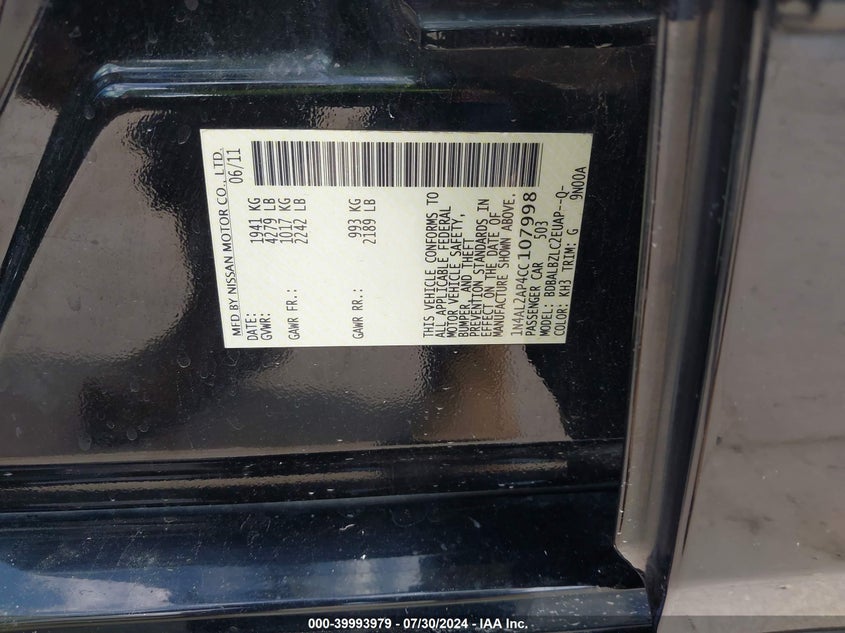 MFD BY NISSAN MOTOR CO., LTD.
DATE: 06/11
GVWR: 1941 KG
4279 LB
GAWR FR.: 1017 KG
2242 LB
GAWR RR.: 993 KG
2189 LB
THIS VEHICLE CONFORMS TO
ALL APPLICABLE FEDERAL
MOTOR VEHICLE SAFETY,
BUMPER, AND THEFT
PREVENTION STANDARDS IN
EFFECT ON THE DATE OF
MANUFACTURE SHOWN ABOVE.
1N4AL2AP4CC107998
PASSENGER CAR 503
MODEL: BDBALBZLC2EUAP--Q-
COLOR: KH3 TRIM: G 9N00A
000-39993979 / 07/30/2024 - IAA Inc.